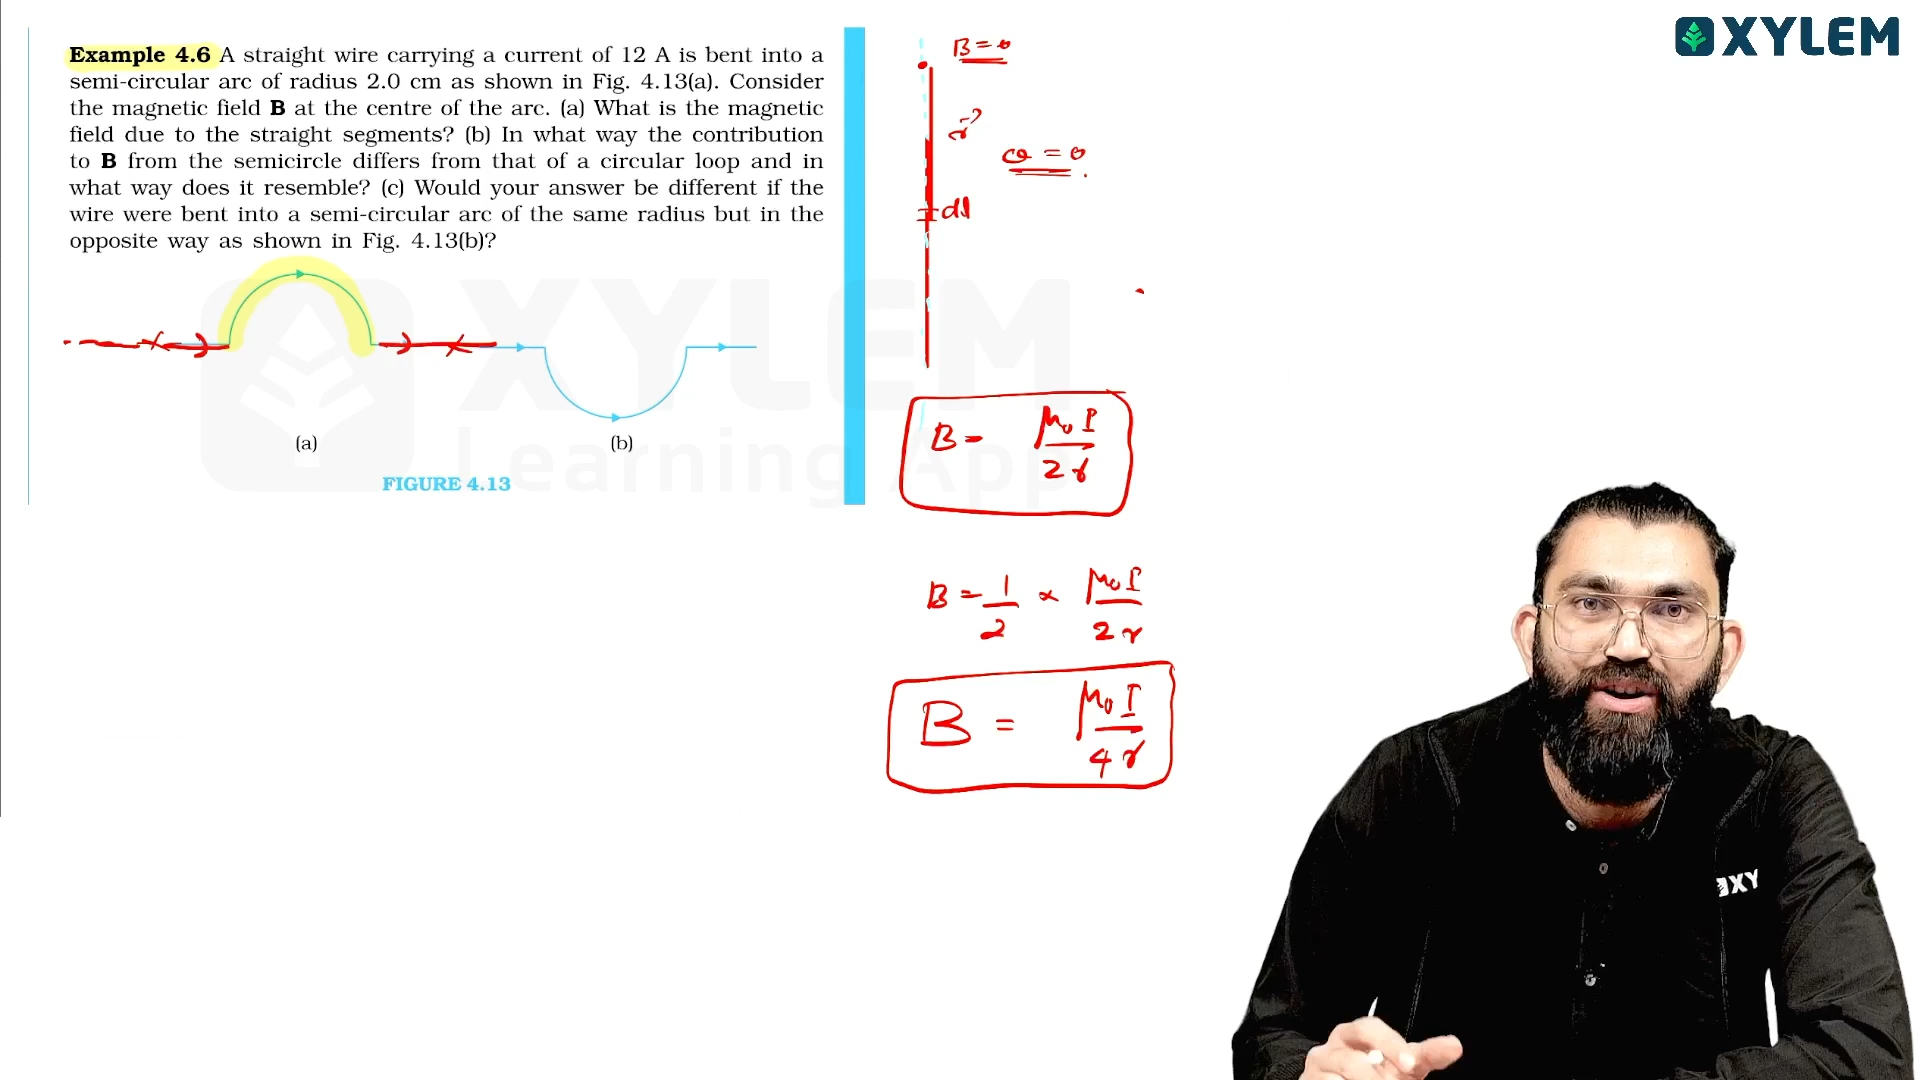 XYLEM
Example 4.6 A straight wire carrying a current of 12 A is bent into a
semi-circular arc of radius 2.0 cm as shown in Fig. 4.13(a). Consider
the magnetic field B at the centre of the arc. (a) What is the magnetic
field due to the straight segments? (b) In what way the contribution
to B from the semicircle differs from that of a circular loop and in
what way does it resemble? (c) Would your answer be different if the
wire were bent into a semi-circular arc of the same radius but in the
opposite way as shown in Fig. 4.13(b)?
(a)
(b)
FIGURE 4.13
XYLEM
Learning App
B = 0
r
= 0
dl
B = μ₀I / 2r
B = 1/2 × μ₀I / 2r
B = μ₀I / 4r
XY